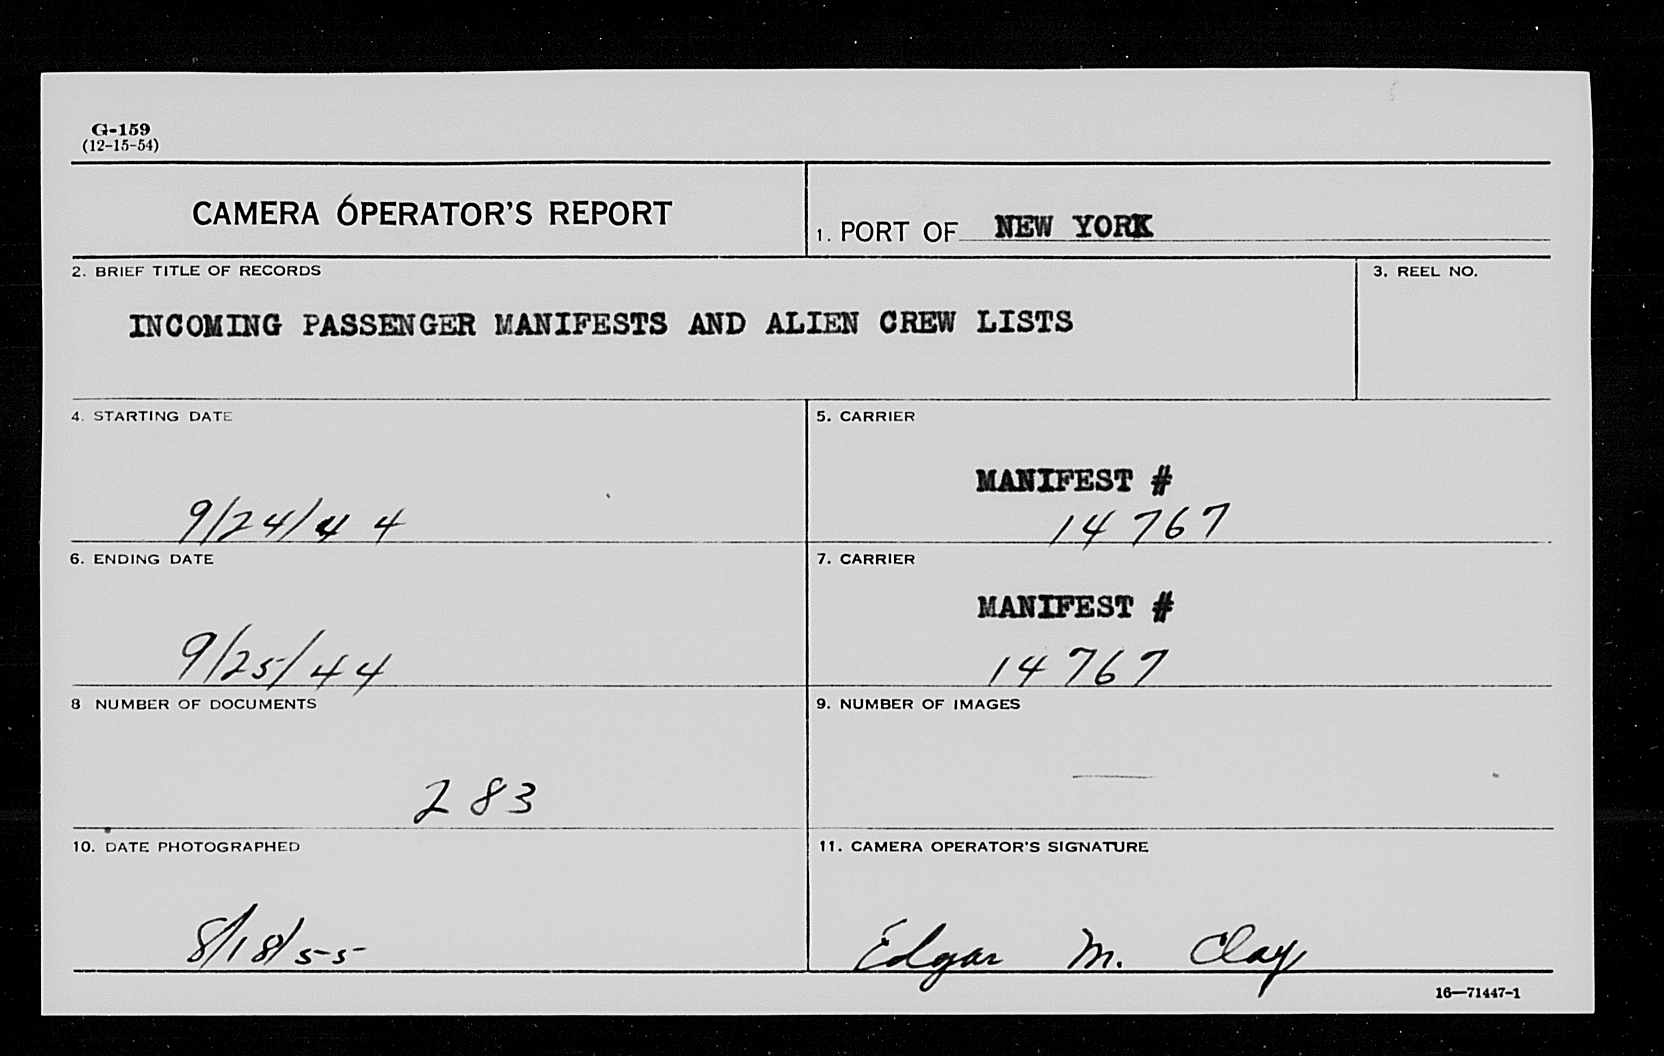 G-159
(12-15-54)
CAMERA OPERATOR'S REPORT
1. PORT OF NEW YORK
2. BRIEF TITLE OF RECORDS
3. REEL NO.
INCOMING PASSENGER MANIFESTS AND ALIEN CREW LISTS
4. STARTING DATE
5. CARRIER
MANIFEST #
9/24/44
14767
6. ENDING DATE
7. CARRIER
MANIFEST #
9/25/44
14767
8 NUMBER OF DOCUMENTS
9. NUMBER OF IMAGES
283
10. DATE PHOTOGRAPHED
11. CAMERA OPERATOR'S SIGNATURE
8/18/55
Edgar M. Clay
16—71447-1